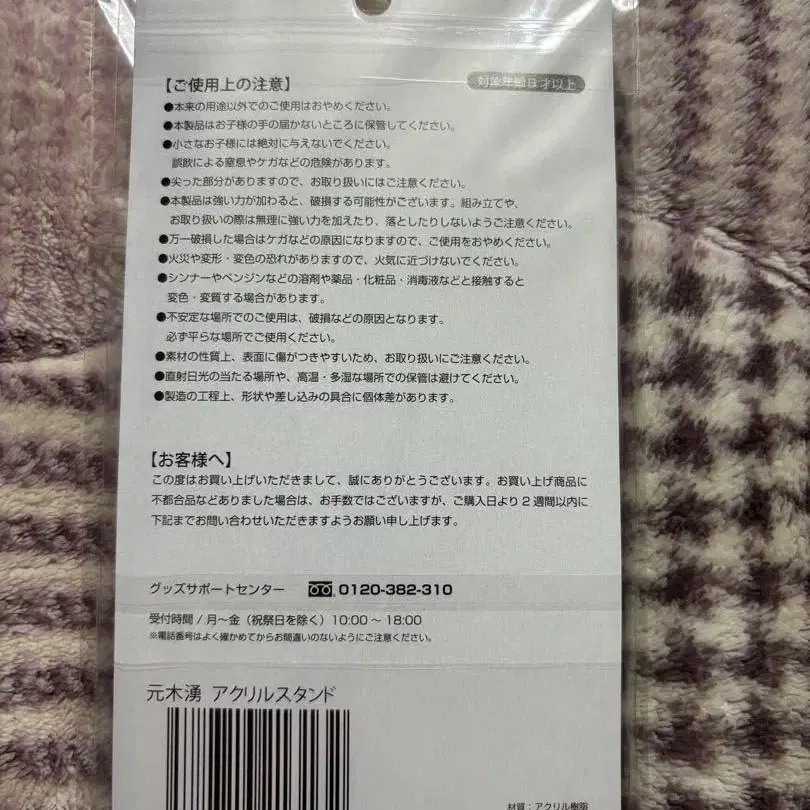 【ご使用上の注意】
対象年齢8才以上
●本来の用途以外でのご使用はおやめください。
●本製品はお子様の手の届かないところに保管してください。
●小さなお子様には絶対に与えないでください。
誤飲による窒息やケガなどの危険があります。
●尖った部分がありますので、お取り扱いにはご注意ください。
●本製品は強い力が加わると、破損する可能性がございます。組み立てや、
お取り扱いの際は無理に強い力を加えたり、落としたりしないようご注意ください。
●万一破損した場合はケガなどの原因になりますので、ご使用をおやめください。
●火災や変形・変色の恐れがありますので、火気に近づけないでください。
●シンナーやベンジンなどの溶剤や薬品・化粧品・消毒液などと接触すると
変色・変質する場合があります。
●不安定な場所でのご使用は、破損などの原因となります。
必ず平らな場所でご使用ください。
●素材の性質上、表面に傷がつきやすいため、お取り扱いにご注意ください。
●直射日光の当たる場所や、高温・多湿な場所での保管は避けてください。
●製造の工程上、形状や差し込みの具合に個体差があります。
【お客様へ】
この度はお買い上げいただきまして、誠にありがとうございます。お買い上げ商品に
不都合品などありました場合は、お手数ではございますが、ご購入日より2週間以内に
下記までお問い合わせいただきますようお願い申し上げます。
グッズサポートセンター 0120-382-310
受付時間/月〜金（祝祭日を除く）10:00〜18:00
※電話番号はよく確かめてからお間違いのないようにご注意ください。
元木湧 アクリルスタンド
材質：アクリル樹脂